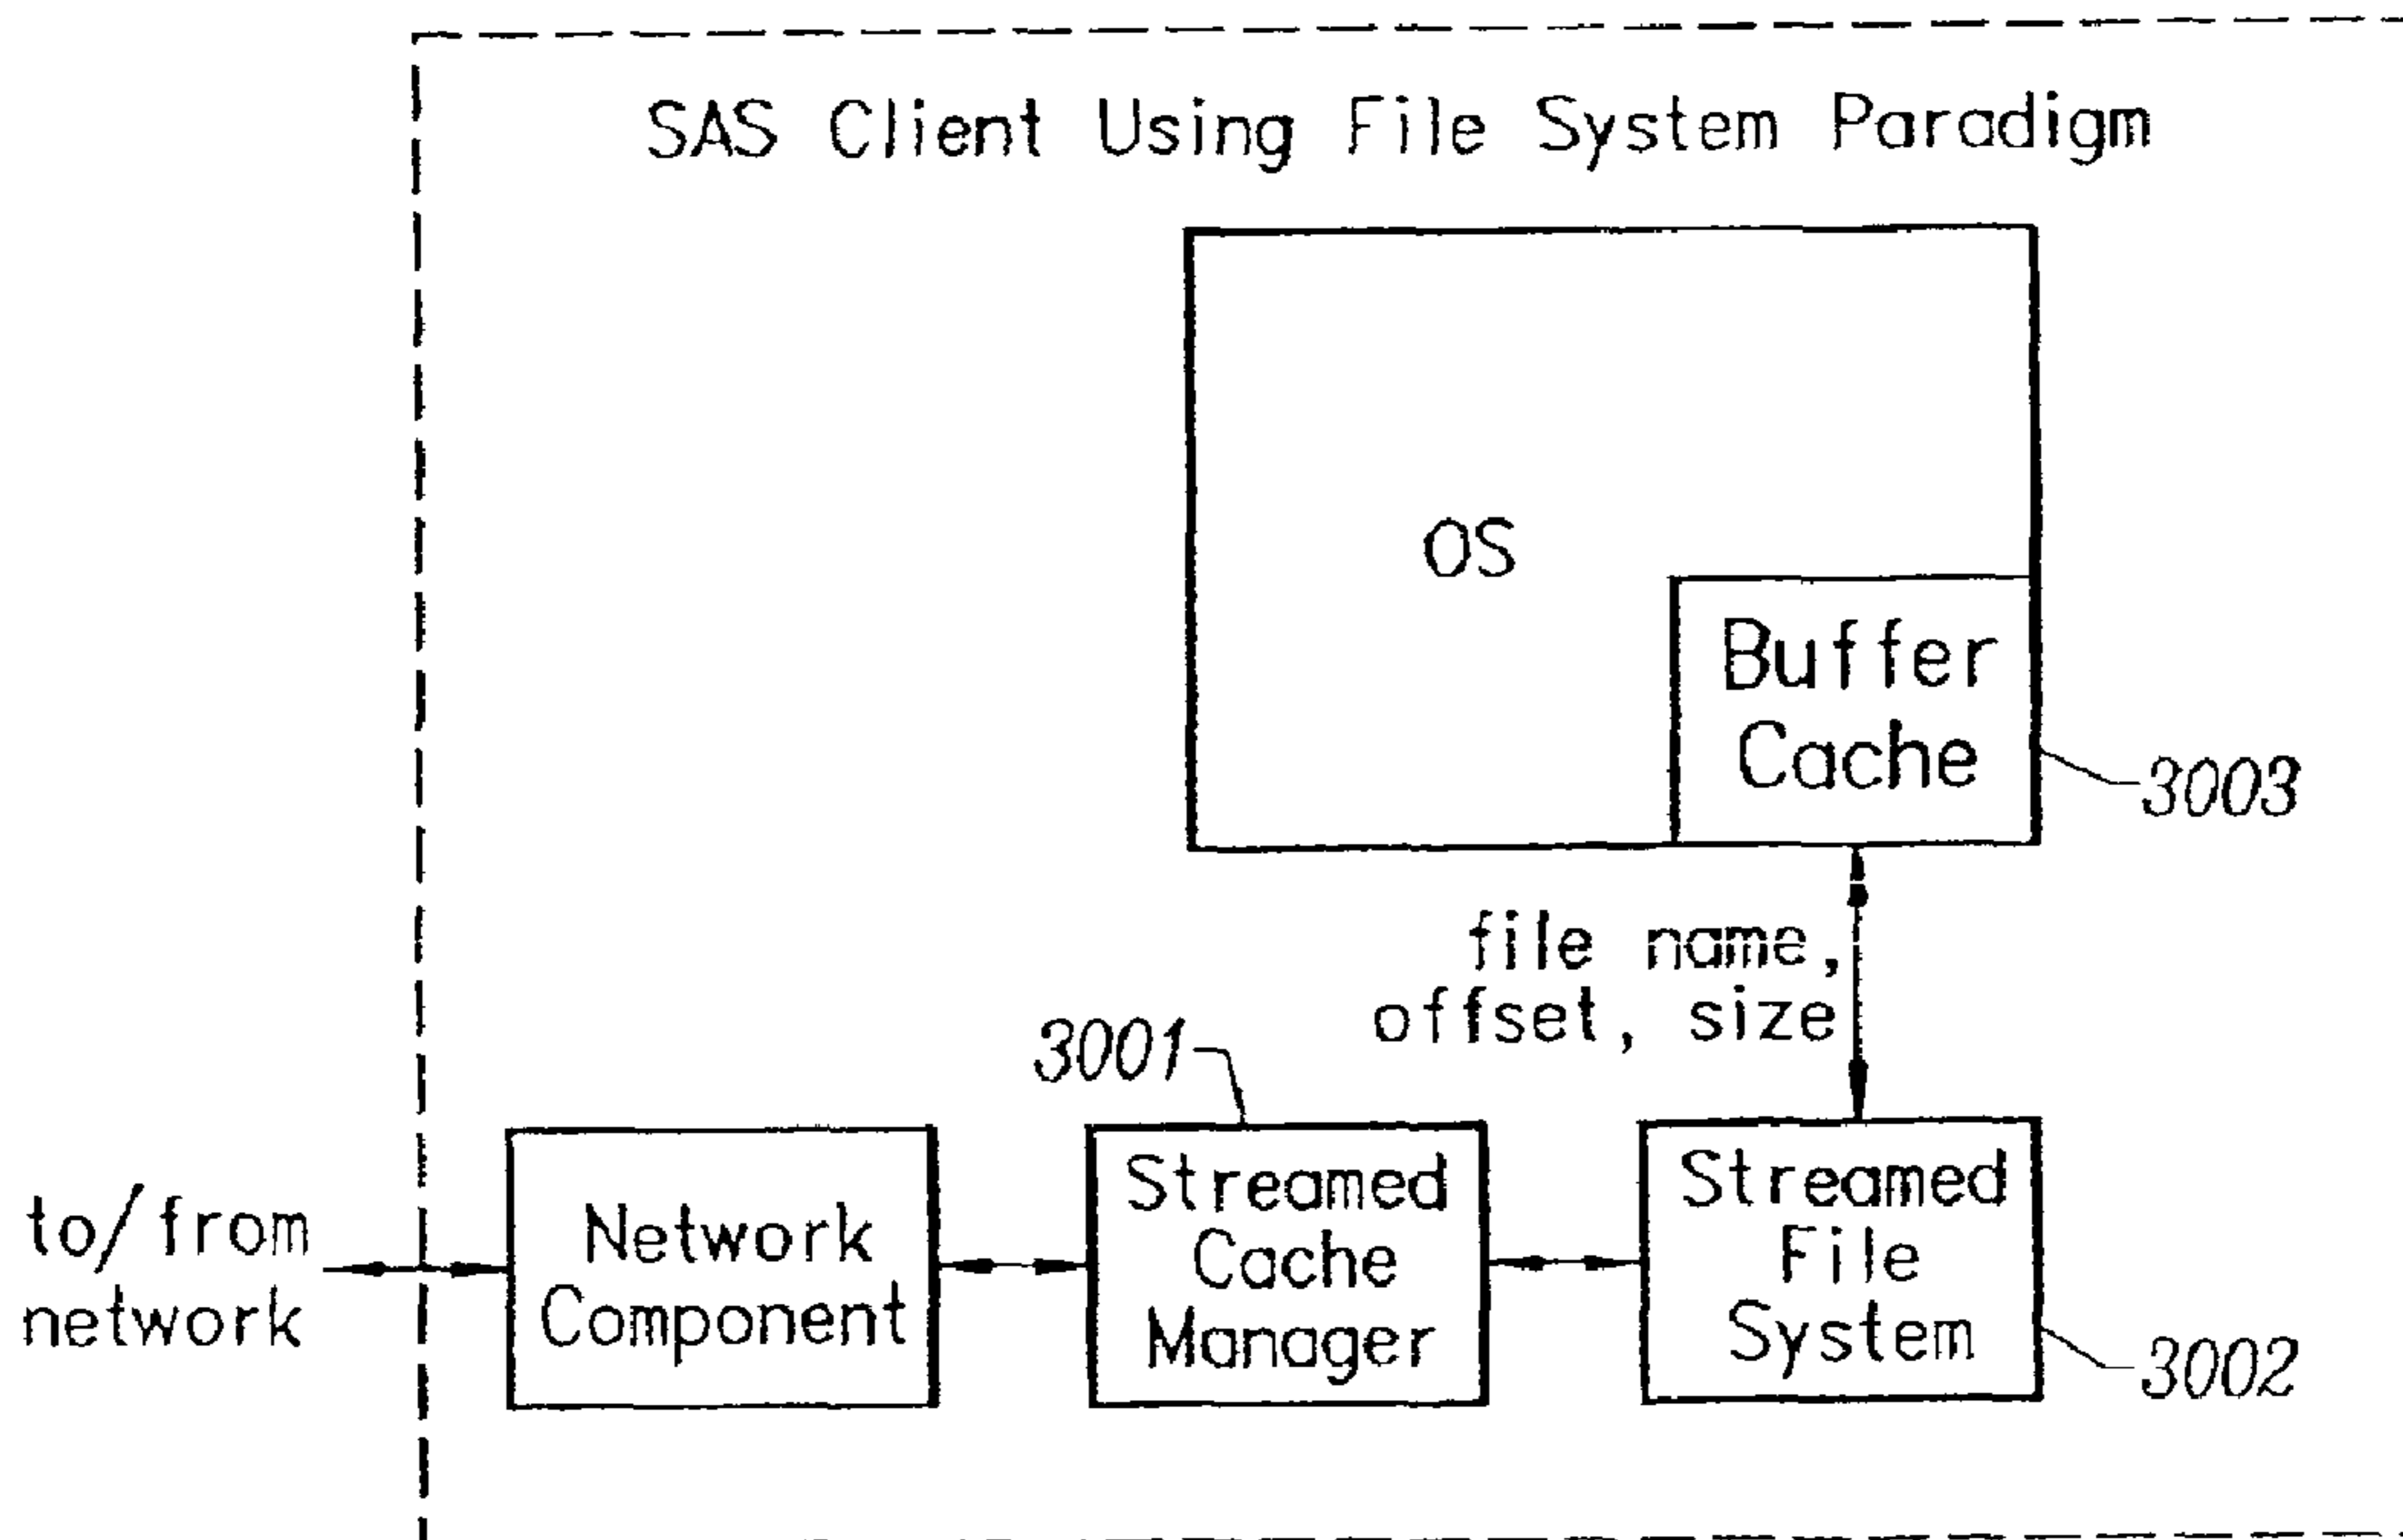 SAS Client Using File System Paradigm
OS
Buffer
Cache
3003
file name,
offset, size
3001
to/from
network
Network
Component
Streamed
Cache
Manager
Streamed
File
System
3002